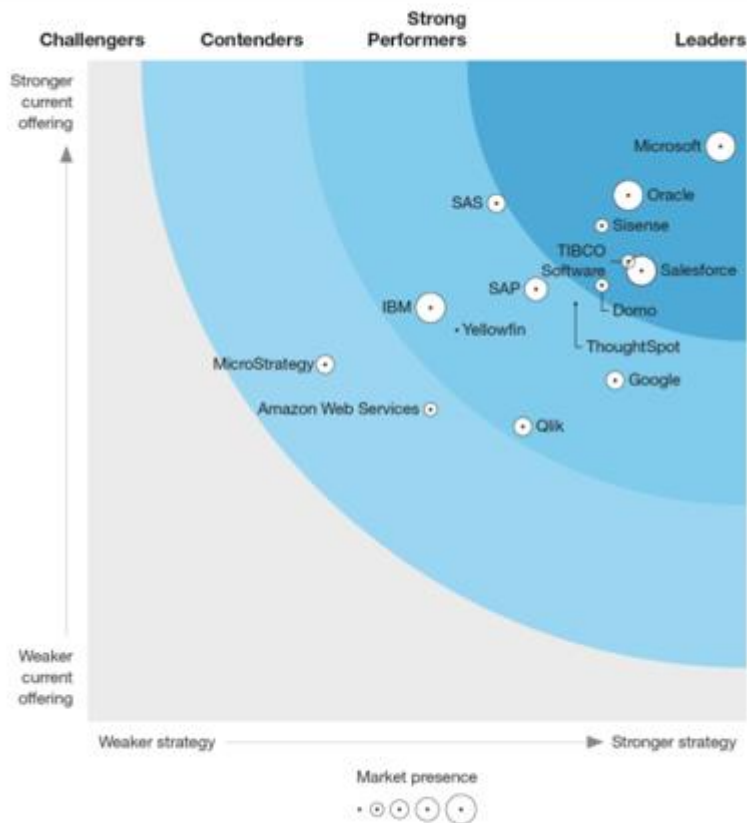 Challengers
Contenders
Strong
Performers
Leaders
Stronger
current
offering
Microsoft
Oracle
SAS
Sisense
TIBCO
Software
Salesforce
SAP
Domo
IBM
Yellowfin
ThoughtSpot
MicroStrategy
Google
Amazon Web Services
Qlik
Weaker
current
offering
Weaker strategy
Stronger strategy
Market presence